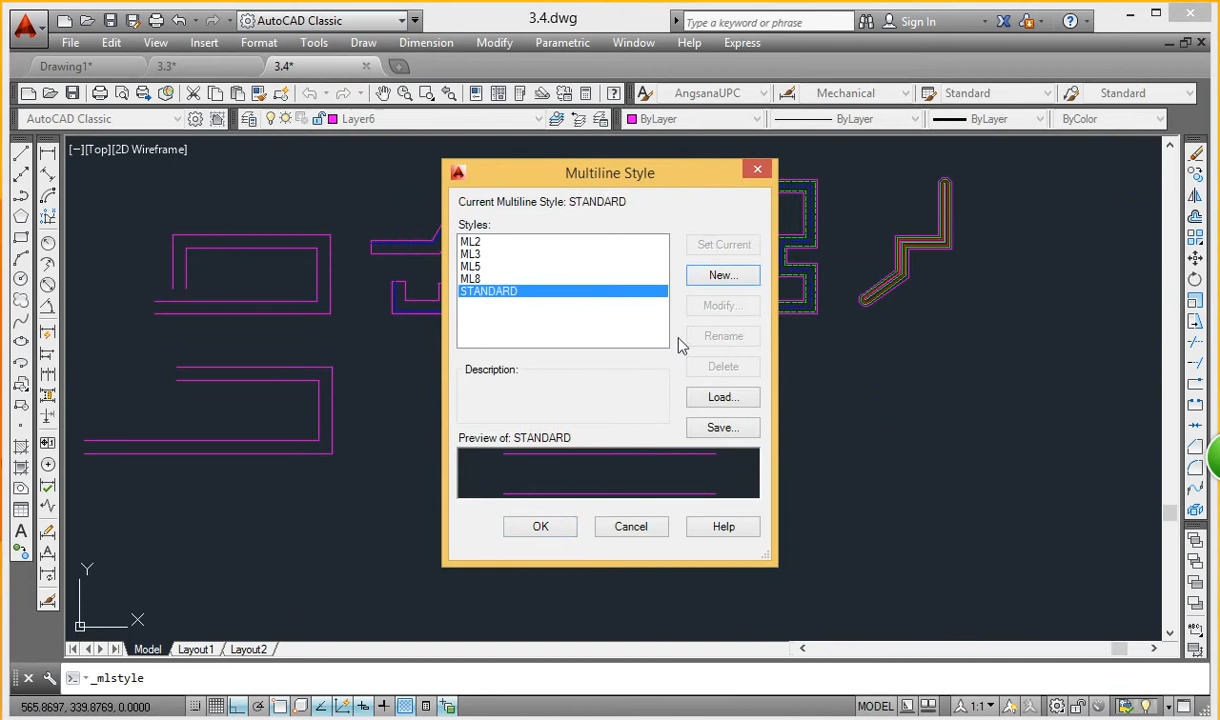 AutoCAD Classic
3.4.dwg
Type a keyword or phrase
Sign In
File Edit View Insert Format Tools Draw Dimension Modify Parametric Window Help Express
Drawing1* 3.3* 3.4*
AngsanaUPC Mechanical Standard Standard
AutoCAD Classic Layer6 ByLayer ByLayer ByLayer ByColor
[−][Top][2D Wireframe]
Multiline Style
Current Multiline Style: STANDARD
Styles:
ML2
ML3
ML5
ML8
STANDARD
Set Current
New...
Modify...
Rename
Delete
Load...
Save...
Description:
Preview of: STANDARD
OK Cancel Help
Y
X
Model Layout1 Layout2
_mlstyle
565.8697, 339.8769, 0.0000
MODEL
1:1